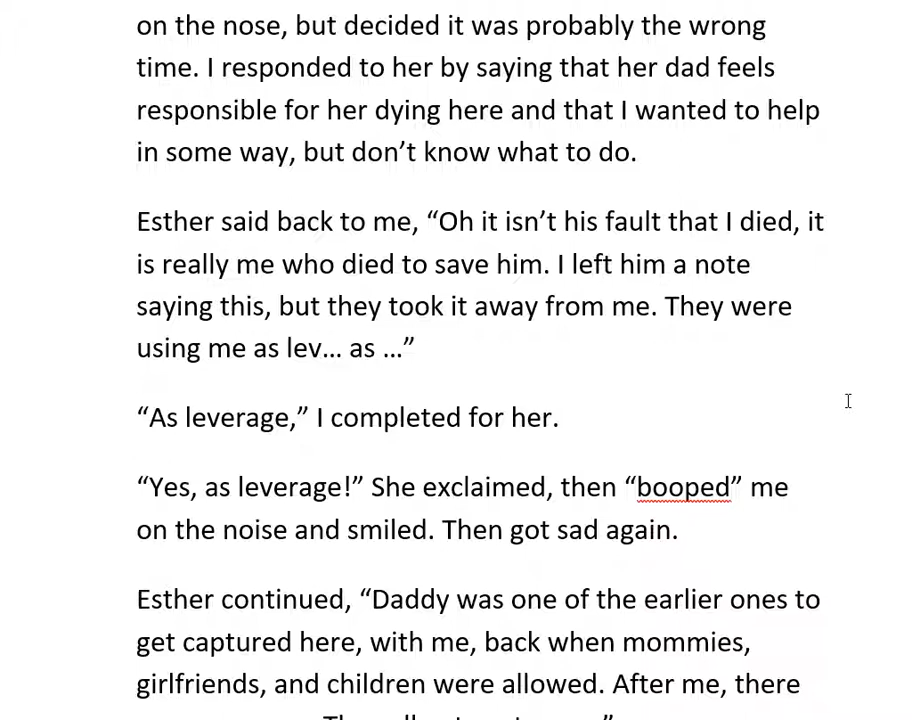 on the nose, but decided it was probably the wrong
time. I responded to her by saying that her dad feels
responsible for her dying here and that I wanted to help
in some way, but don’t know what to do.
Esther said back to me, “Oh it isn’t his fault that I died, it
is really me who died to save him. I left him a note
saying this, but they took it away from me. They were
using me as lev... as ...”
“As leverage,” I completed for her.
“Yes, as leverage!” She exclaimed, then “booped” me
on the noise and smiled. Then got sad again.
Esther continued, “Daddy was one of the earlier ones to
get captured here, with me, back when mommies,
girlfriends, and children were allowed. After me, there